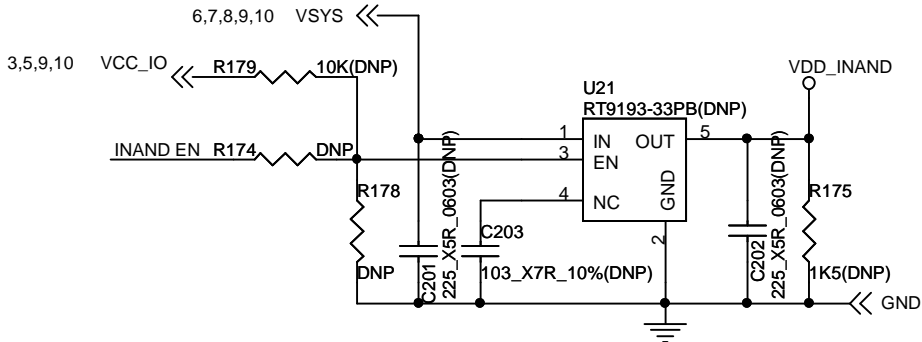 6,7,8,9,10 VSYS
3,5,9,10 VCC_IO
R179 10K(DNP)
VDD_INAND
U21
RT9193-33PB(DNP)
1 IN OUT 5
INAND EN R174 DNP
3 EN
R178
4 NC
GND
2
R175
C203
DNP
C201
225_X5R_0603(DNP)
103_X7R_10%(DNP)
C202
225_X5R_0603(DNP)
1K5(DNP)
GND